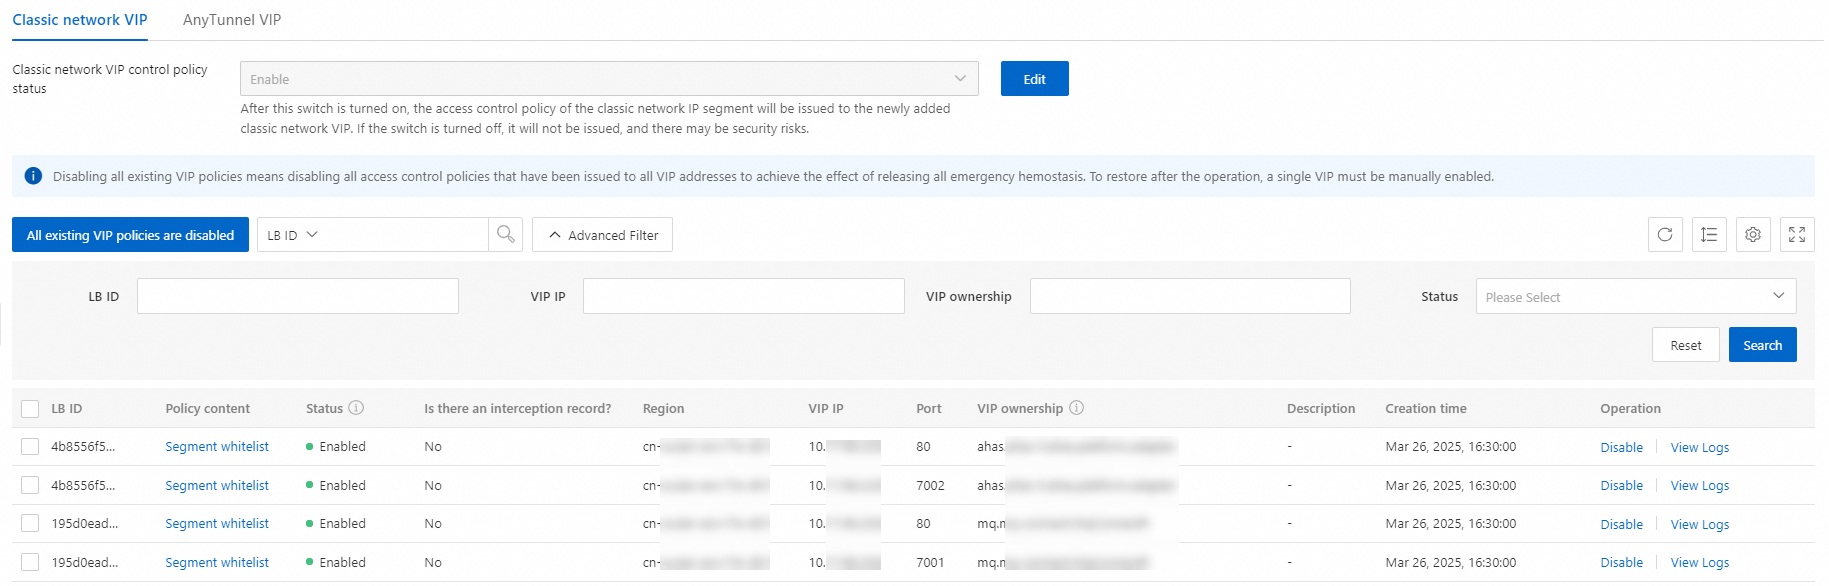 Classic network VIP AnyTunnel VIP
Classic network VIP control policy status
Enable
Edit
After this switch is turned on, the access control policy of the classic network IP segment will be issued to the newly added
classic network VIP. If the switch is turned off, it will not be issued, and there may be security risks.
Disabling all existing VIP policies means disabling all access control policies that have been issued to all VIP addresses to achieve the effect of releasing all emergency hemostasis. To restore after the operation, a single VIP must be manually enabled.
All existing VIP policies are disabled LB ID Advanced Filter
LB ID VIP IP VIP ownership Status Please Select
Reset Search
LB ID Policy content Status Is there an interception record? Region VIP IP Port VIP ownership Description Creation time Operation
4b8556f5... Segment whitelist Enabled No cn- 10. 80 ahas. - Mar 26, 2025, 16:30:00 Disable View Logs
4b8556f5... Segment whitelist Enabled No cn- 10. 7002 ahas. - Mar 26, 2025, 16:30:00 Disable View Logs
195d0ead... Segment whitelist Enabled No cn- 10. 80 mq.m - Mar 26, 2025, 16:30:00 Disable View Logs
195d0ead... Segment whitelist Enabled No cn- 10. 7001 mq.m - Mar 26, 2025, 16:30:00 Disable View Logs